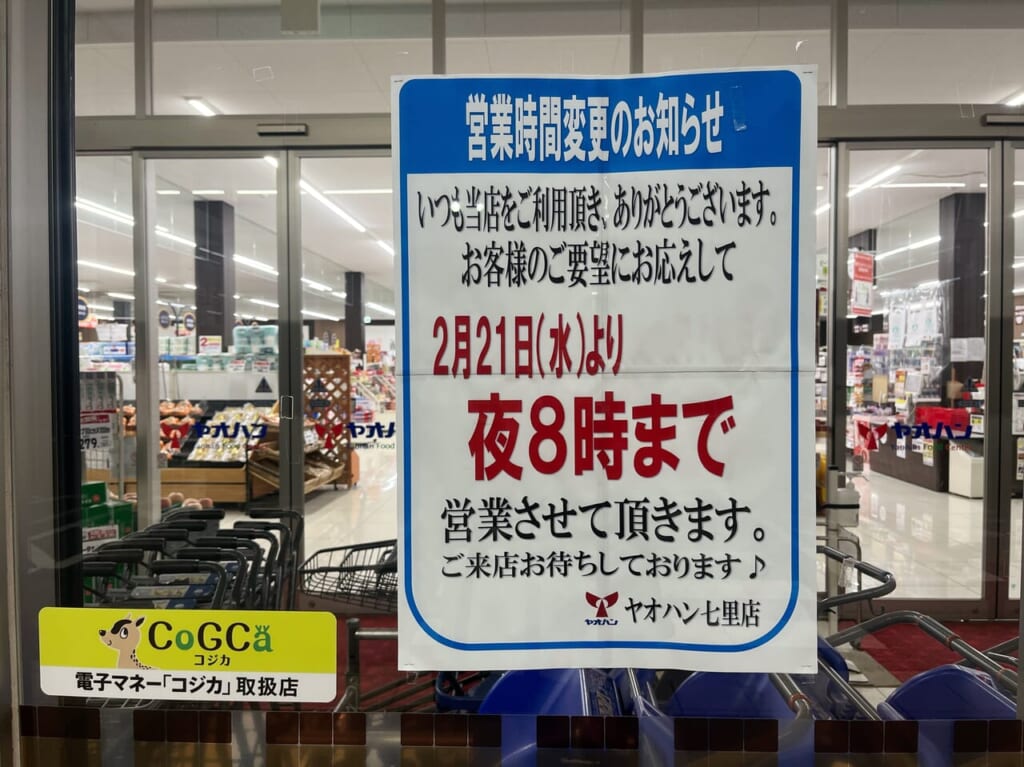 営業時間変更のお知らせ
いつも当店をご利用頂き、ありがとうございます。
お客様のご要望にお応えして
2月21日(水)より
夜8時まで
営業させて頂きます。
ご来店お待ちしております♪
ヤオハン ヤオハン七里店
ヤオハン
ヤオハン
ヤオハン
279
CoGCa
コジカ
電子マネー「コジカ」取扱店